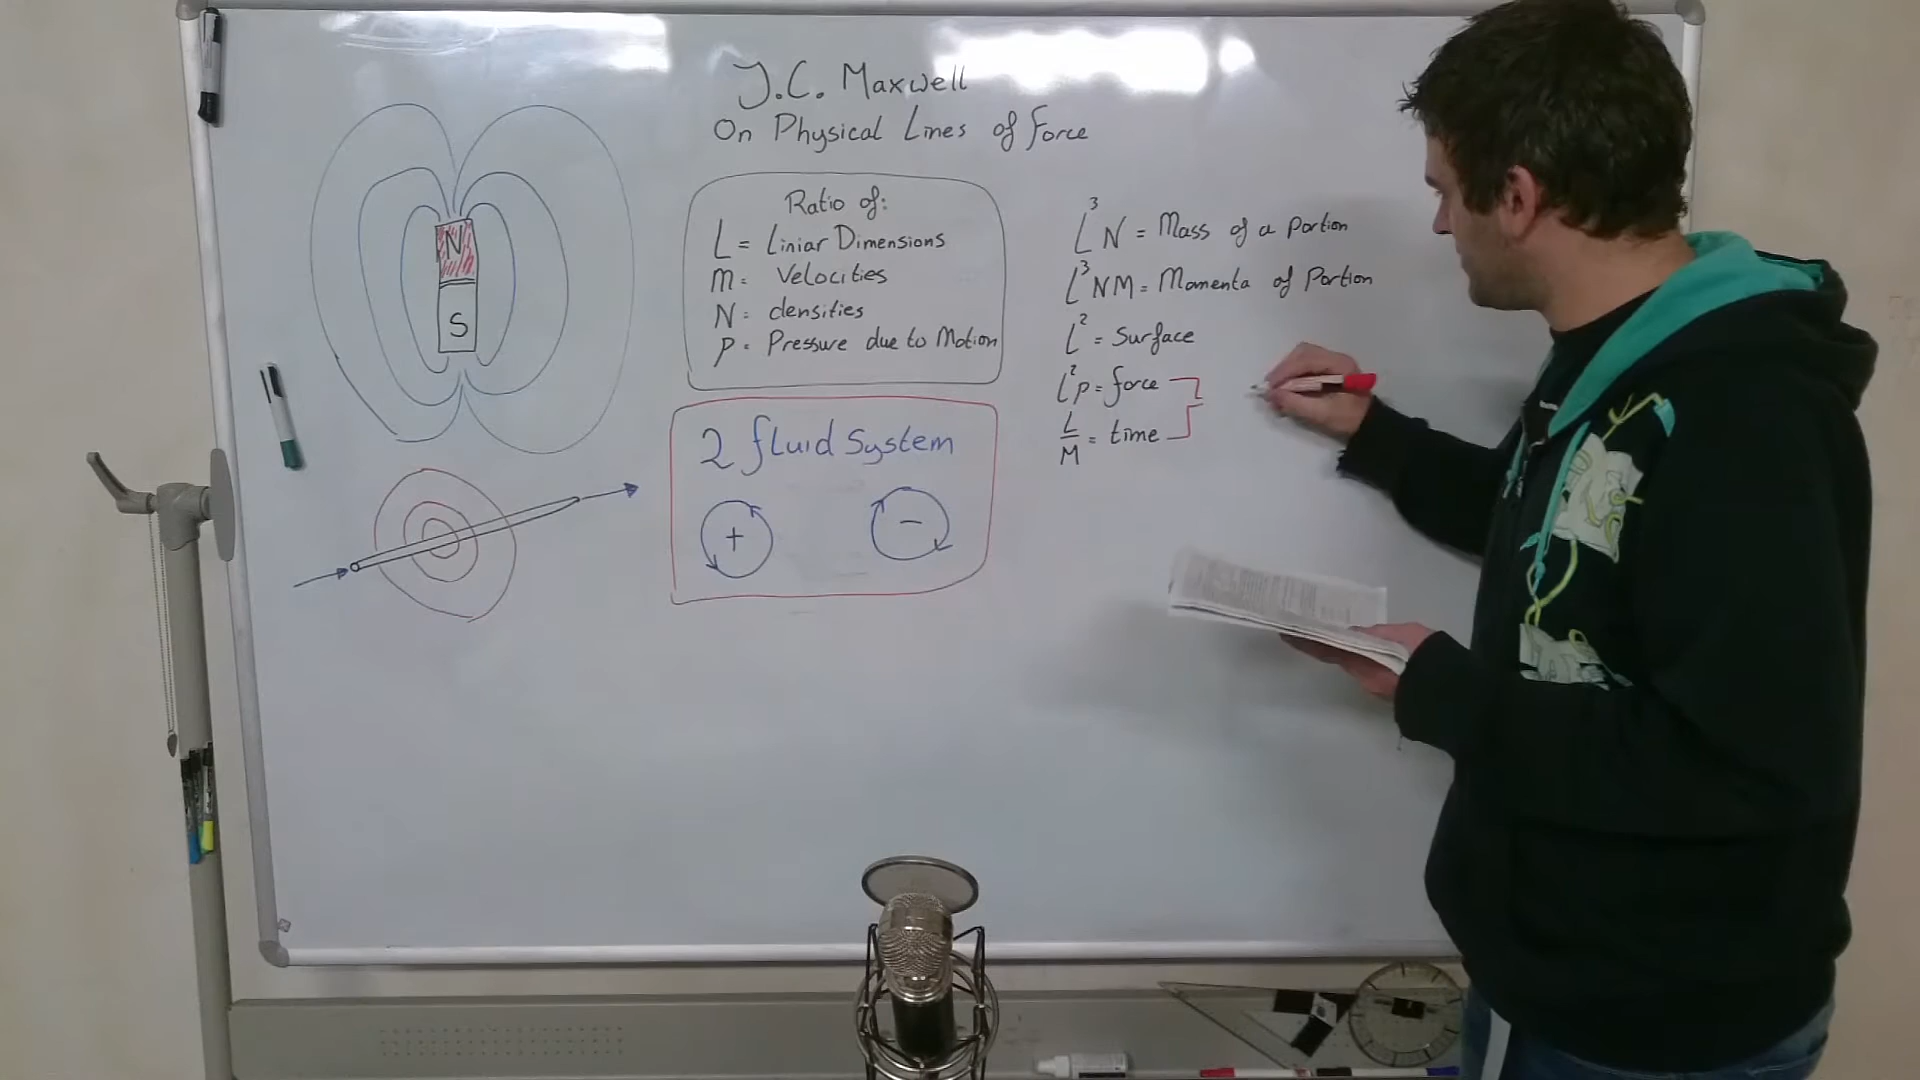 J.C. Maxwell
On Physical Lines of force
N
S
Ratio of:
L = Liniar Dimensions
M = Velocities
N = densities
P = Pressure due to Motion
2 fluid System
+
-
L³N = Mass of a Portion
L³NM = Momenta of Portion
L² = Surface
L²P = force
L/M = time